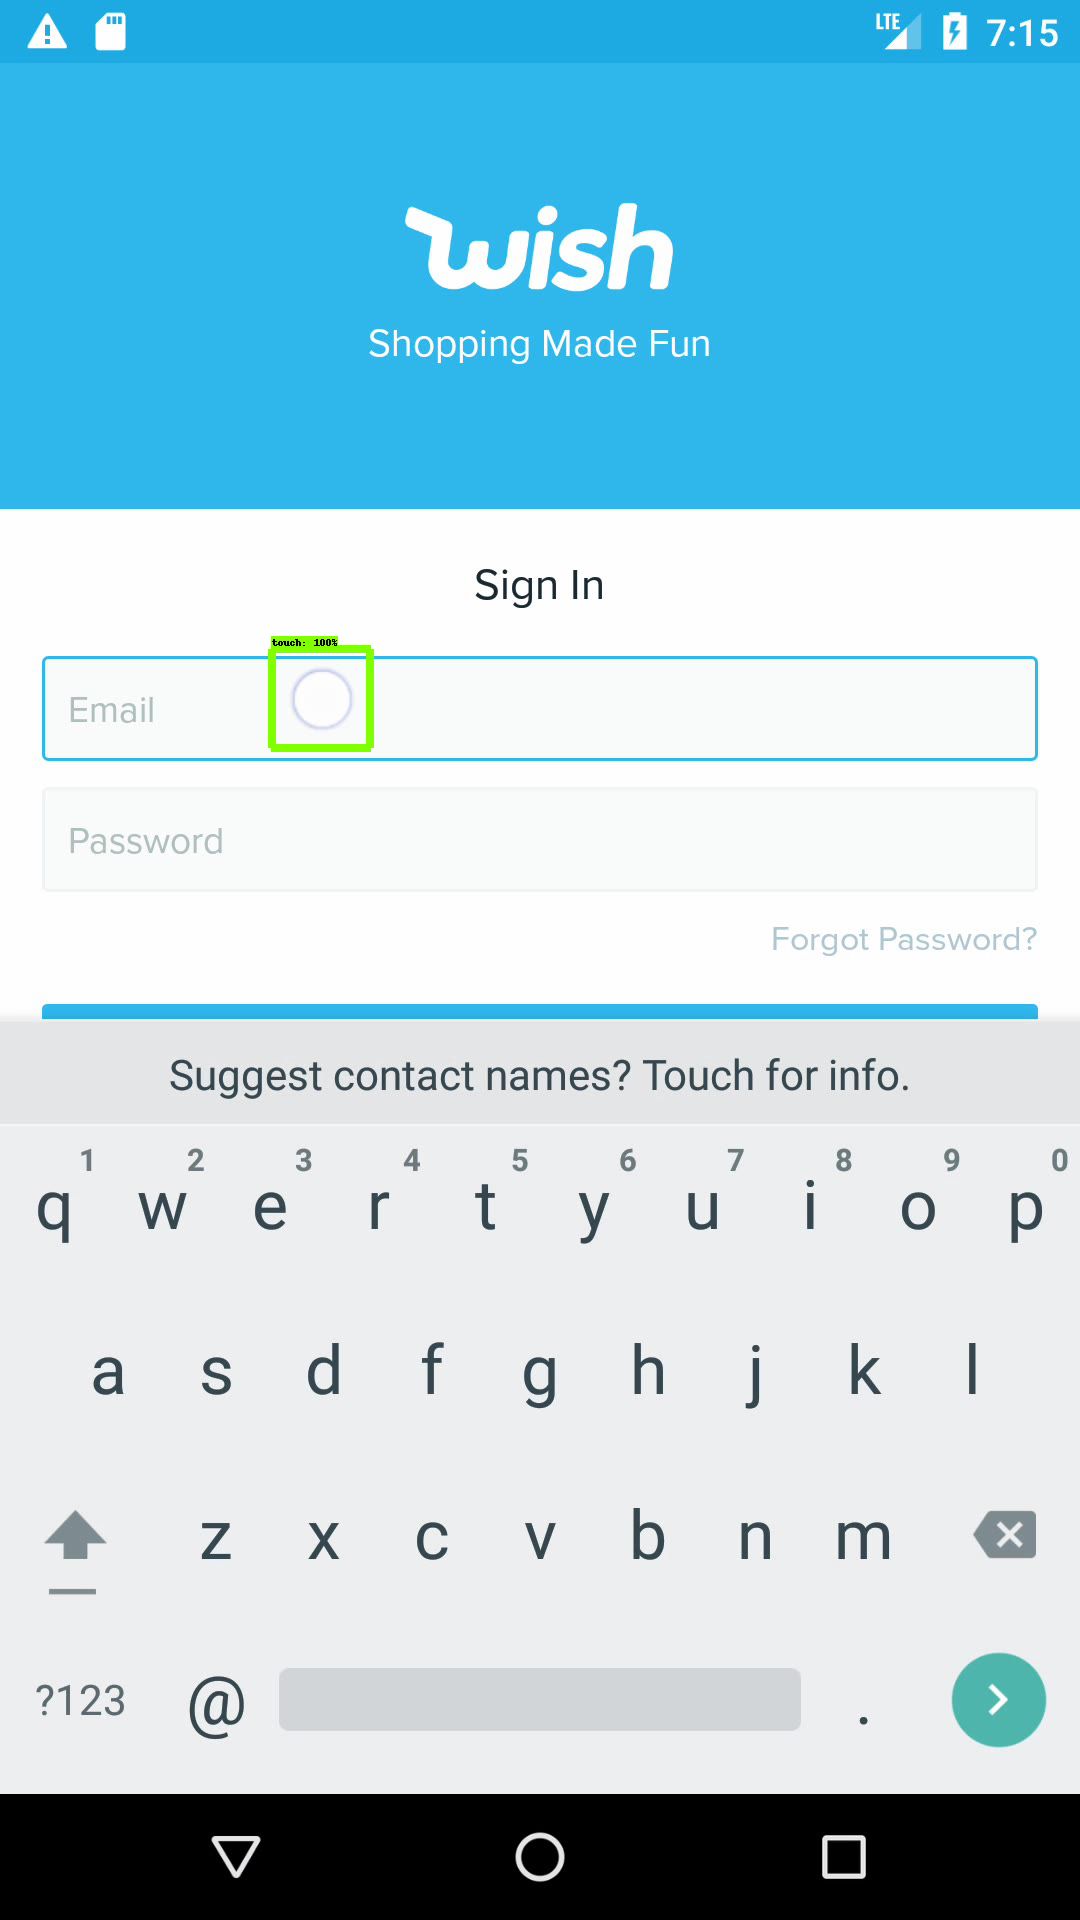 LTE 7:15
wish
Shopping Made Fun
Sign In
touch: 100%
Email
Password
Forgot Password?
Suggest contact names? Touch for info.
1 2 3 4 5 6 7 8 9 0
q w e r t y u i o p
a s d f g h j k l
z x c v b n m
?123 @ .